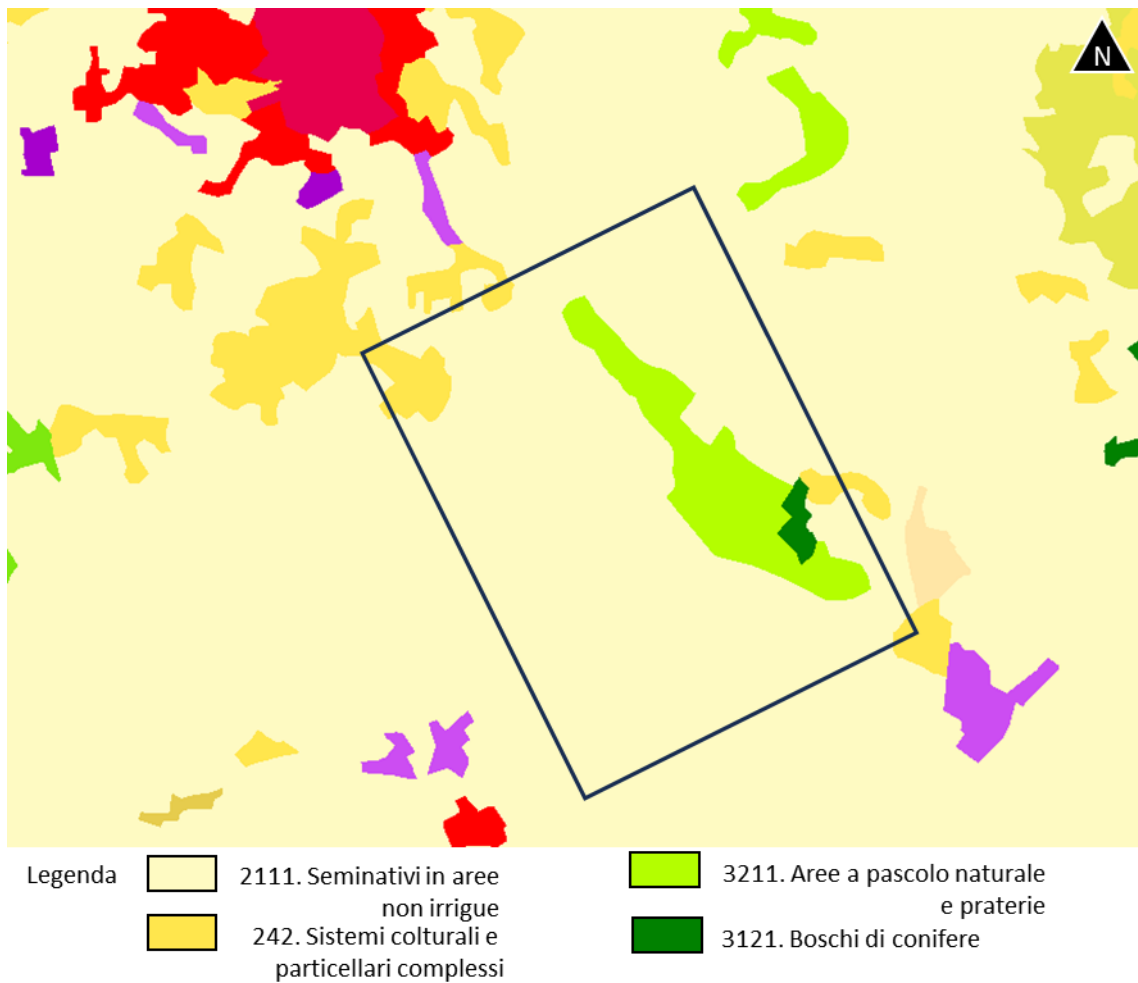 N
Legenda
2111. Seminativi in aree
non irrigue
242. Sistemi colturali e
particellari complessi
3211. Aree a pascolo naturale
e praterie
3121. Boschi di conifere